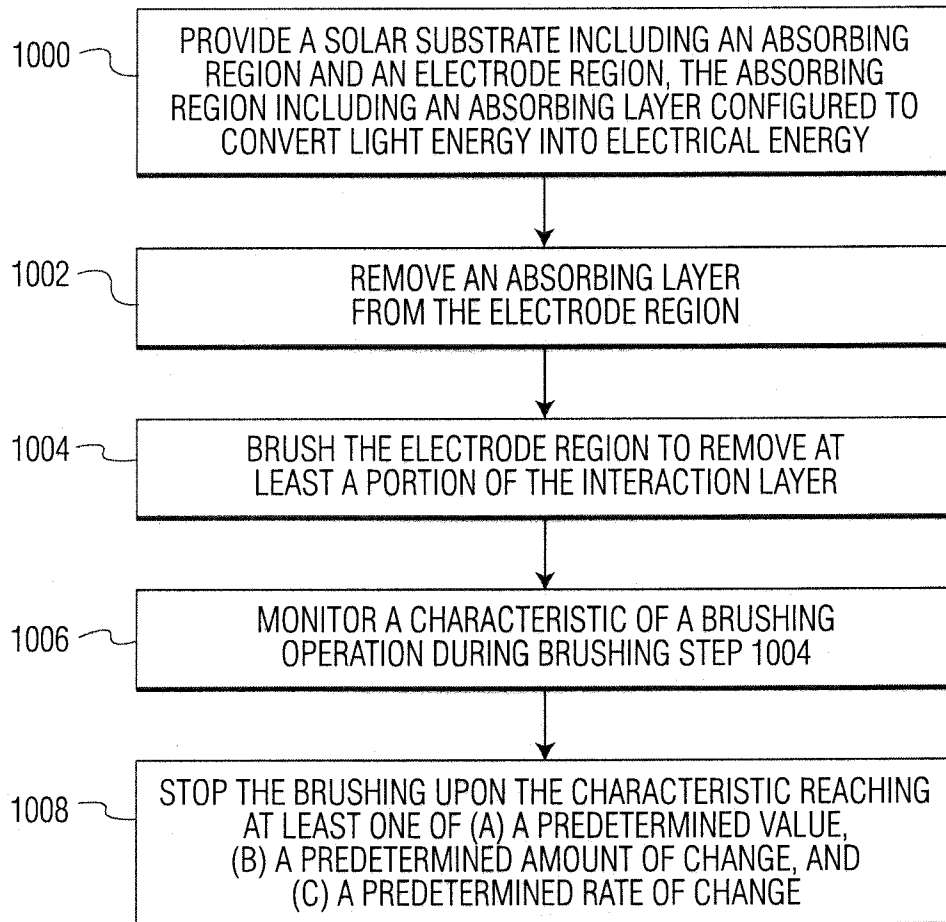 1000
PROVIDE A SOLAR SUBSTRATE INCLUDING AN ABSORBING
REGION AND AN ELECTRODE REGION, THE ABSORBING
REGION INCLUDING AN ABSORBING LAYER CONFIGURED TO
CONVERT LIGHT ENERGY INTO ELECTRICAL ENERGY
1002
REMOVE AN ABSORBING LAYER
FROM THE ELECTRODE REGION
1004
BRUSH THE ELECTRODE REGION TO REMOVE AT
LEAST A PORTION OF THE INTERACTION LAYER
1006
MONITOR A CHARACTERISTIC OF A BRUSHING
OPERATION DURING BRUSHING STEP 1004
1008
STOP THE BRUSHING UPON THE CHARACTERISTIC REACHING
AT LEAST ONE OF (A) A PREDETERMINED VALUE,
(B) A PREDETERMINED AMOUNT OF CHANGE, AND
(C) A PREDETERMINED RATE OF CHANGE